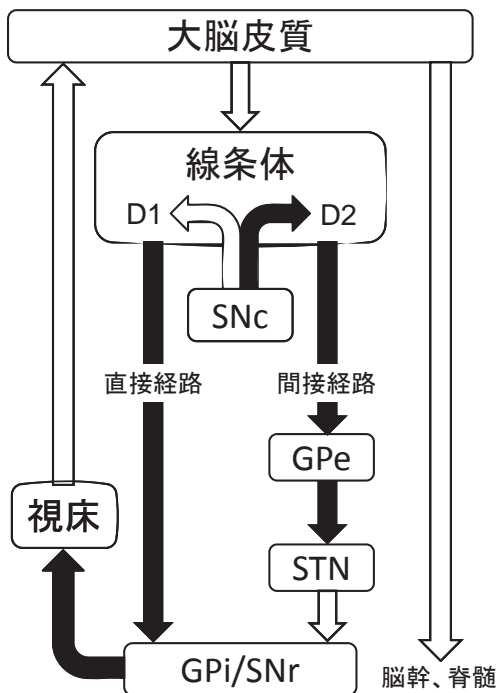 大脳皮質
線条体
D1
D2
SNc
直接経路
間接経路
GPe
視床
STN
GPi/SNr
脳幹、脊髄